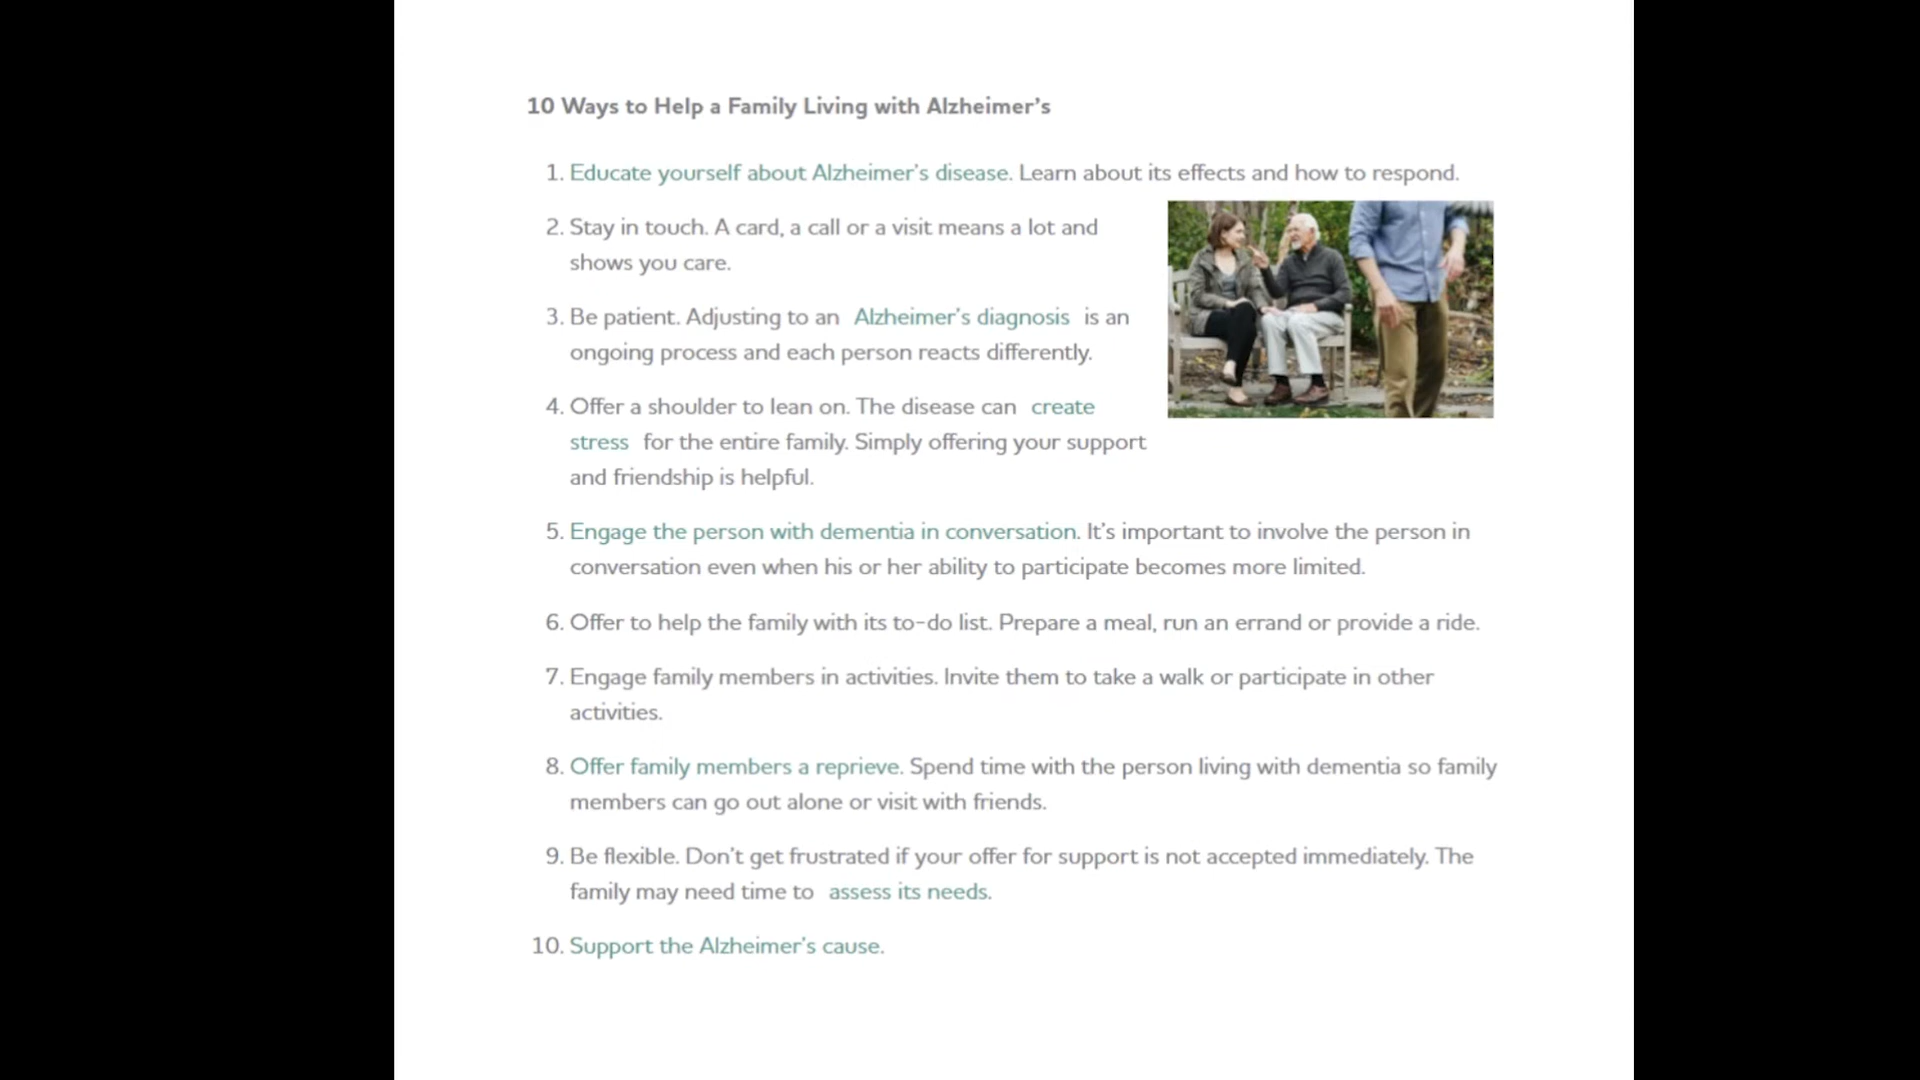 10 Ways to Help a Family Living with Alzheimer's
1. Educate yourself about Alzheimer's disease. Learn about its effects and how to respond.
2. Stay in touch. A card, a call or a visit means a lot and
shows you care.
3. Be patient. Adjusting to an Alzheimer's diagnosis is an
ongoing process and each person reacts differently.
4. Offer a shoulder to lean on. The disease can create
stress for the entire family. Simply offering your support
and friendship is helpful.
5. Engage the person with dementia in conversation. It's important to involve the person in
conversation even when his or her ability to participate becomes more limited.
6. Offer to help the family with its to-do list. Prepare a meal, run an errand or provide a ride.
7. Engage family members in activities. Invite them to take a walk or participate in other
activities.
8. Offer family members a reprieve. Spend time with the person living with dementia so family
members can go out alone or visit with friends.
9. Be flexible. Don't get frustrated if your offer for support is not accepted immediately. The
family may need time to assess its needs.
10. Support the Alzheimer's cause.